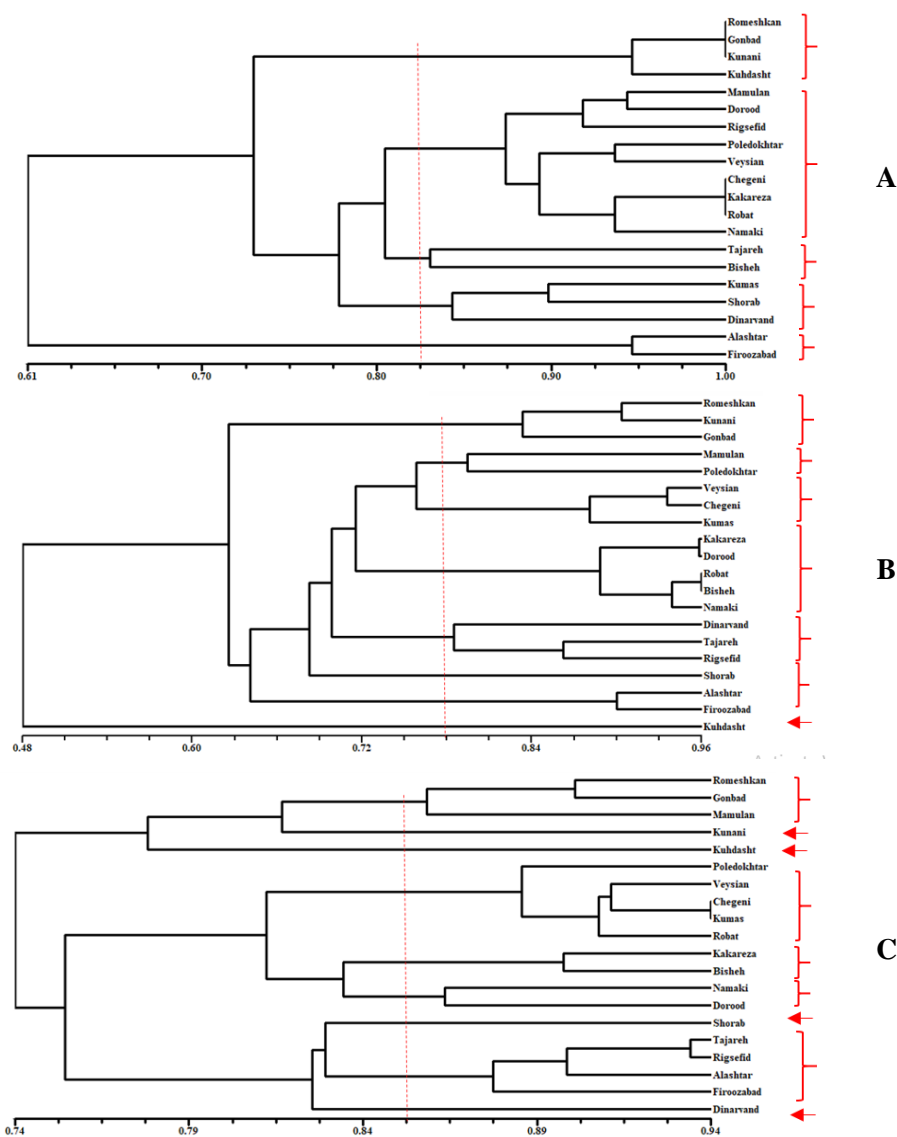 Romeshkan
Gonbad
Kunani
Kuhdasht
Mamulan
Dorood
Rigsefid
Poledokhtar
Veysian
Chegeni
Kakareza
Robat
Namaki
Tajareh
Bisheh
Kumas
Shorab
Dinarvand
Alashtar
Firoozabad
A
0.61 0.70 0.80 0.90 1.00
Romeshkan
Kunani
Gonbad
Mamulan
Poledokhtar
Veysian
Chegeni
Kumas
Kakareza
Dorood
Robat
Bisheh
Namaki
Dinarvand
Tajareh
Rigsefid
Shorab
Alashtar
Firoozabad
Kuhdasht
B
0.48 0.60 0.72 0.84 0.96
Romeshkan
Gonbad
Mamulan
Kunani
Kuhdasht
Poledokhtar
Veysian
Chegeni
Kumas
Robat
Kakareza
Bisheh
Namaki
Dorood
Shorab
Tajareh
Rigsefid
Alashtar
Firoozabad
Dinarvand
C
0.74 0.79 0.84 0.89 0.94